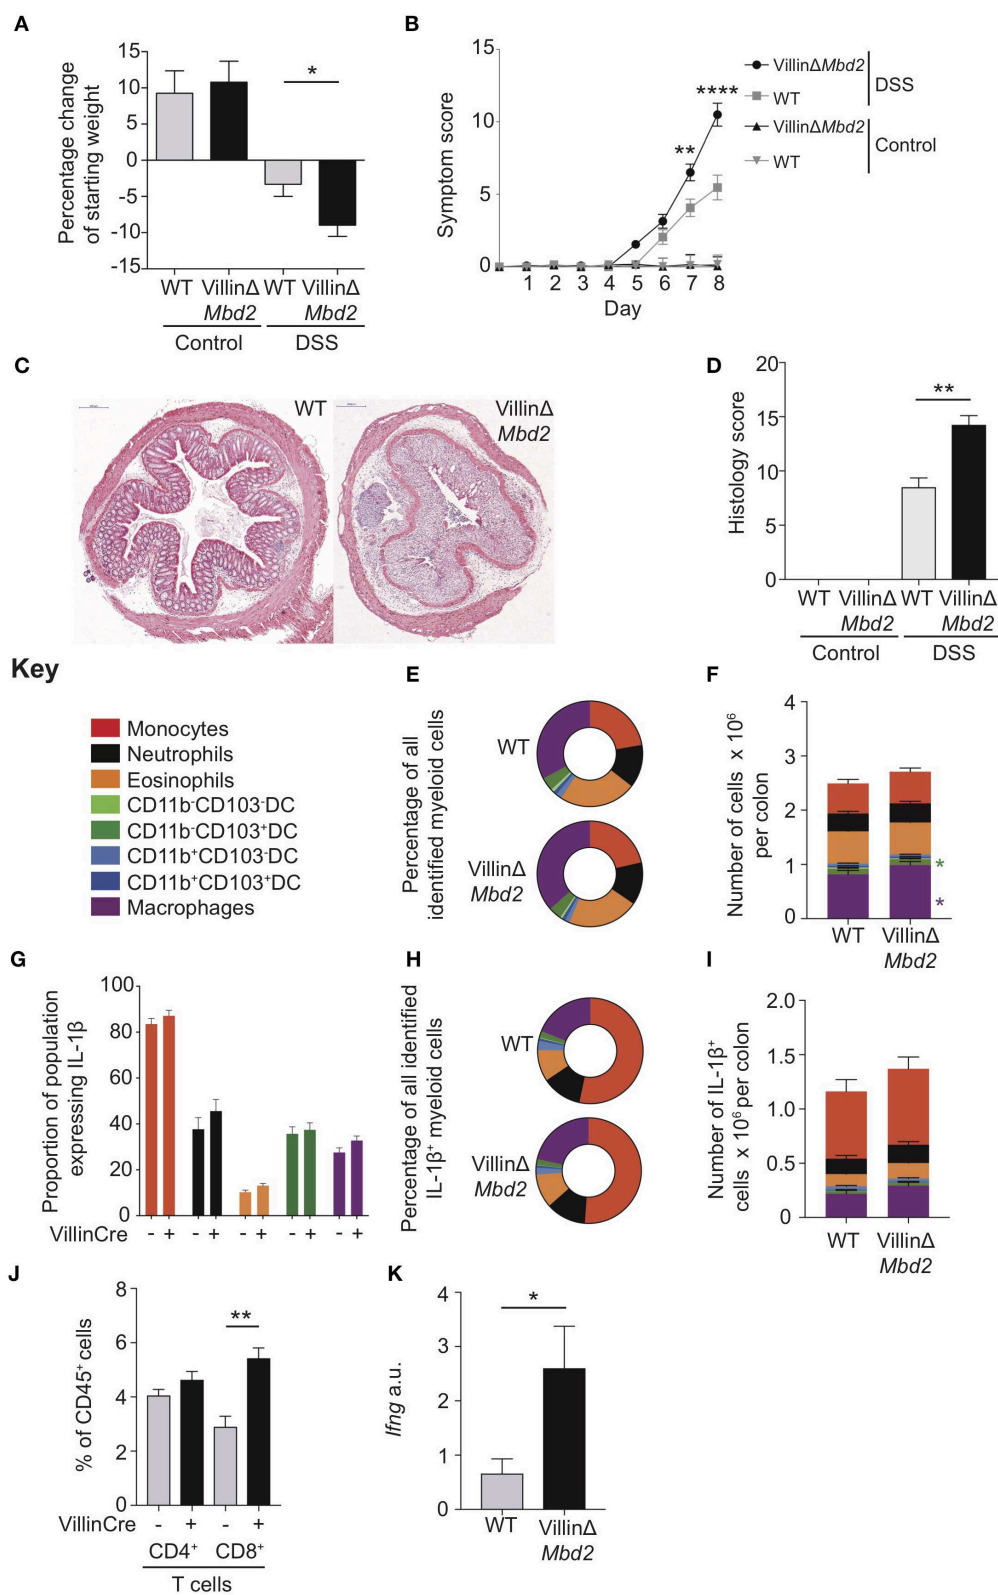 A
Percentage change
of starting weight
15
10
5
0
-5
-10
-15
*
WT VillinΔ WT VillinΔ
Mbd2 Mbd2
Control DSS
B
Symptom score
15
10
5
0
**
****
1 2 3 4 5 6 7 8
Day
VillinΔMbd2
WT
DSS
VillinΔMbd2
WT
Control
C
WT
VillinΔ
Mbd2
D
Histology score
20
15
10
5
0
**
WT VillinΔ WT VillinΔ
Mbd2 Mbd2
Control DSS
Key
Monocytes
Neutrophils
Eosinophils
CD11b⁻CD103⁻DC
CD11b⁻CD103⁺DC
CD11b⁺CD103⁻DC
CD11b⁺CD103⁺DC
Macrophages
E
Percentage of all
identified myeloid cells
WT
VillinΔ
Mbd2
F
Number of cells x 10⁶
per colon
4
3
2
1
0
*
*
WT VillinΔ
Mbd2
G
Proportion of population
expressing IL-1β
100
80
60
40
20
0
VillinCre - + - + - + - + - +
H
Percentage of all identified
IL-1β⁺ myeloid cells
WT
VillinΔ
Mbd2
I
Number of IL-1β⁺
cells x 10⁶ per colon
2.0
1.5
1.0
0.5
0
WT VillinΔ
Mbd2
J
% of CD45⁺ cells
8
6
4
2
0
**
VillinCre - + - +
CD4⁺ CD8⁺
T cells
K
Ifng a.u.
4
3
2
1
0
*
WT VillinΔ
Mbd2